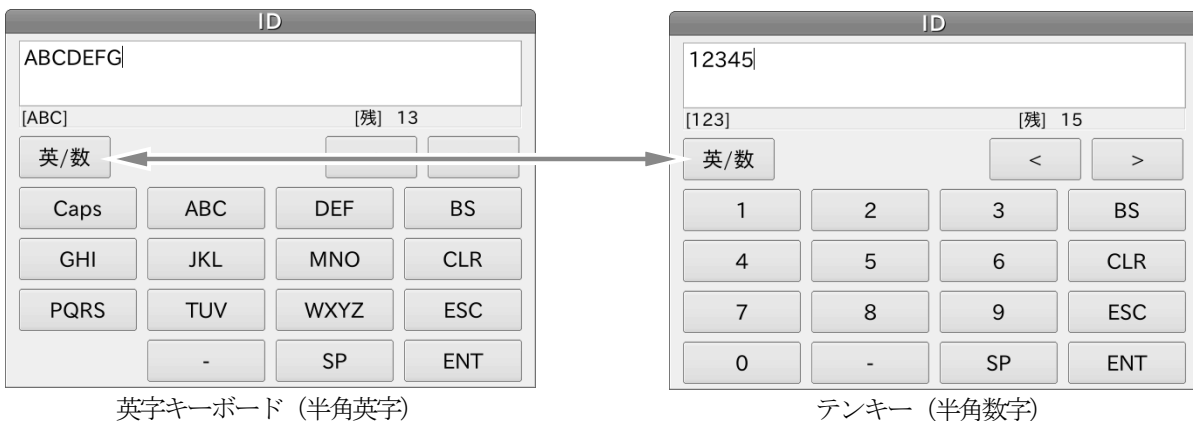 ID
ABCDEFG
[ABC] [残] 13
英/数
Caps ABC DEF BS
GHI JKL MNO CLR
PQRS TUV WXYZ ESC
- SP ENT
英字キーボード（半角英字）
ID
12345
[123] [残] 15
英/数 < >
1 2 3 BS
4 5 6 CLR
7 8 9 ESC
0 - SP ENT
テンキー（半角数字）